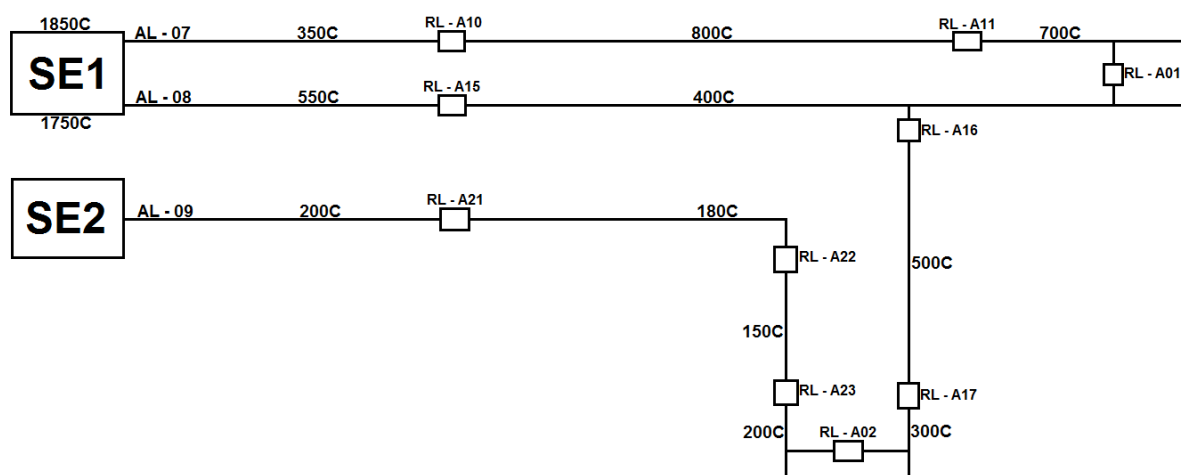 1850C
SE1
1750C
AL - 07
350C
RL - A10
800C
RL - A11
700C
RL - A01
AL - 08
550C
RL - A15
400C
RL - A16
SE2
AL - 09
200C
RL - A21
180C
RL - A22
500C
150C
RL - A23
RL - A17
200C
RL - A02
300C